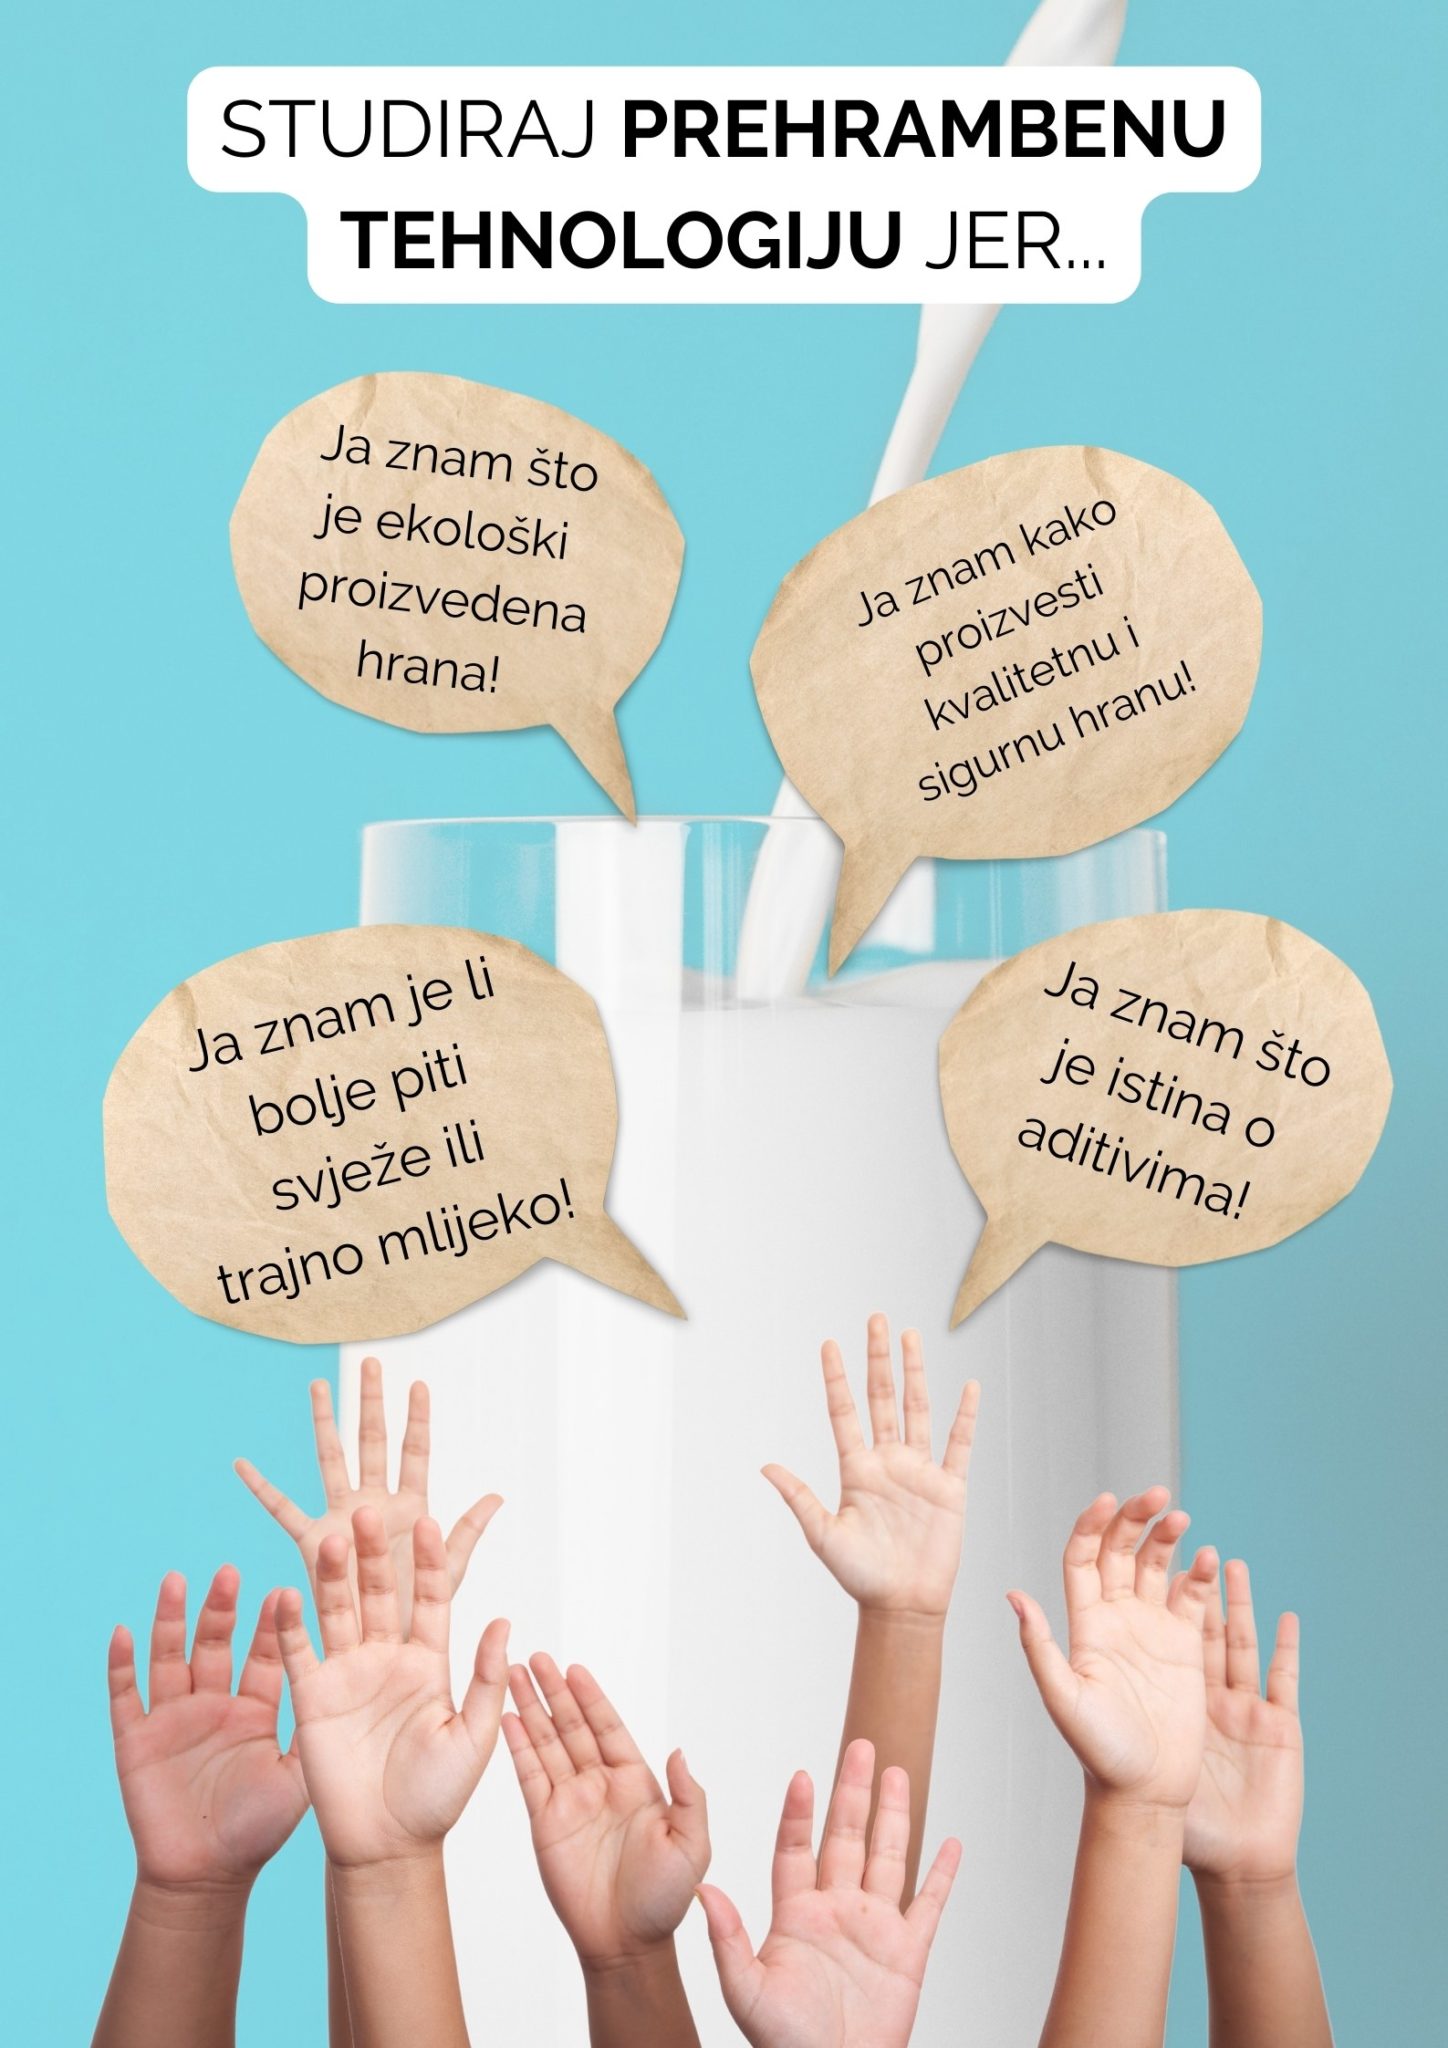 STUDIRAJ PREHRAMBENU
TEHNOLOGIJU JER...
Ja znam što
je ekološki
proizvedena
hrana!
Ja znam kako
proizvesti
kvalitetnu i
sigurnu hranu!
Ja znam je li
bolje piti
svježe ili
trajno mlijeko!
Ja znam što
je istina o
aditivima!